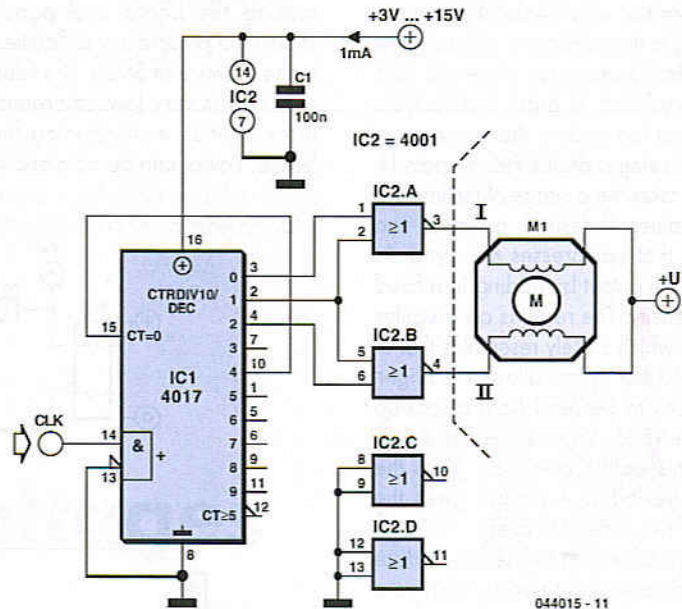 +3V ... +15V
1mA
14
IC2
7
C1
100n
IC2 = 4001
16
CTRDIV10/
DEC
15
CT=0
IC1
4017
0
3
1
2
2
4
3
7
4
10
5
1
6
5
7
6
8
9
9
11
CT≥5
12
CLK
14
&
+
13
8
IC2.A
1
2
≥1
3
I
IC2.B
5
6
≥1
4
II
M1
M
+U
IC2.C
8
9
≥1
10
IC2.D
12
13
≥1
11
044015 - 11